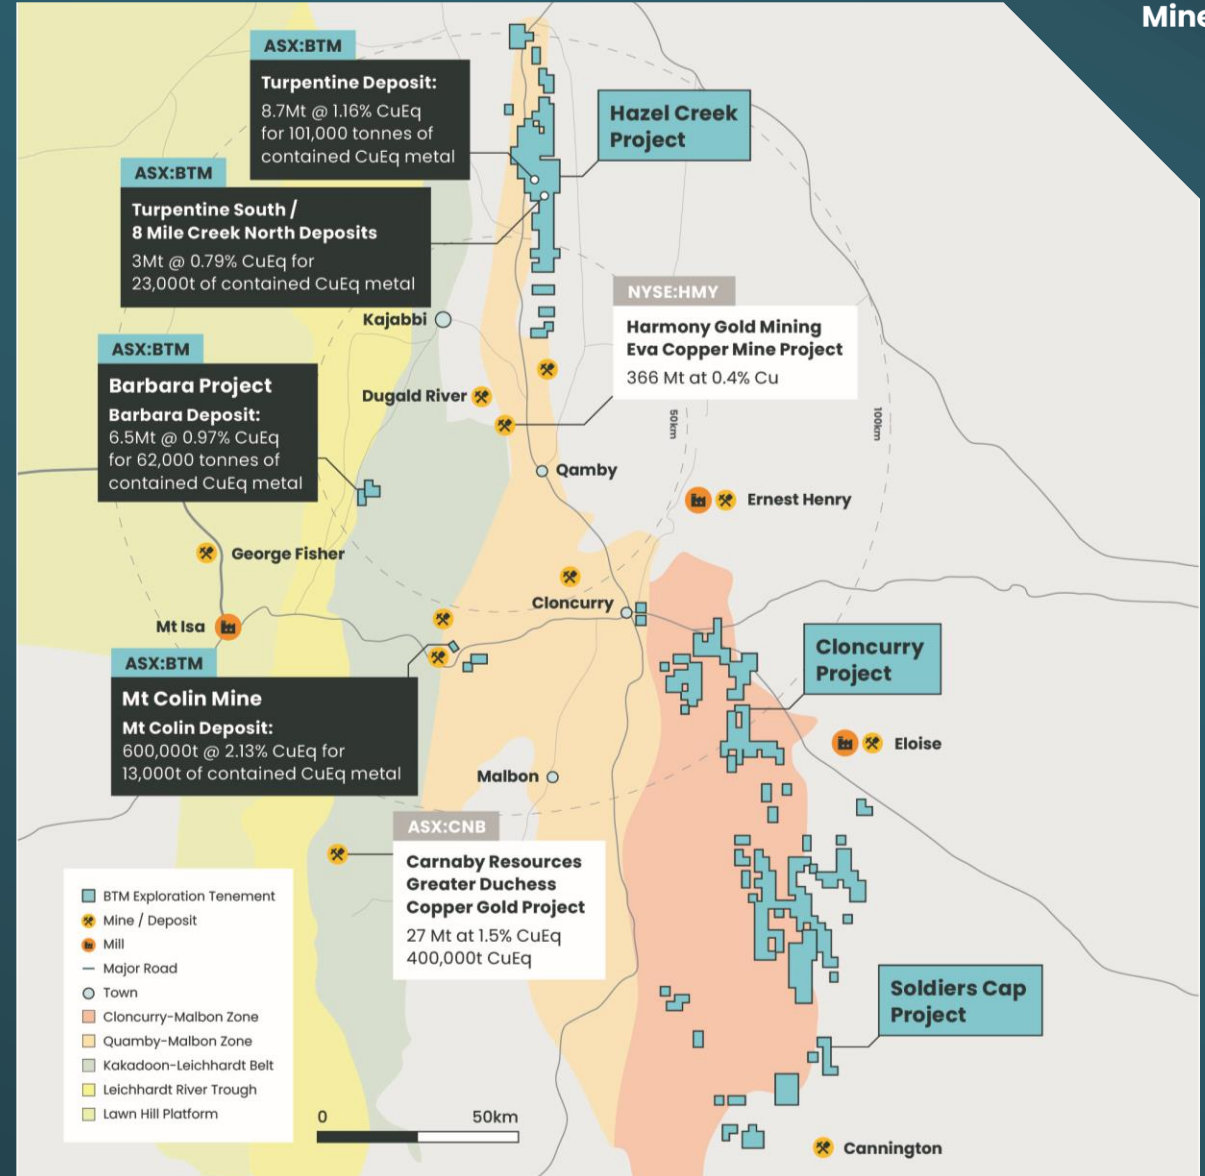 Mine
ASX:BTM
Turpentine Deposit:
8.7Mt @ 1.16% CuEq
for 101,000 tonnes of
contained CuEq metal
Hazel Creek
Project
ASX:BTM
Turpentine South /
8 Mile Creek North Deposits
3Mt @ 0.79% CuEq for
23,000t of contained CuEq metal
NYSE:HMY
Harmony Gold Mining
Eva Copper Mine Project
366 Mt at 0.4% Cu
Kajabbi
ASX:BTM
Barbara Project
Barbara Deposit:
6.5Mt @ 0.97% CuEq
for 62,000 tonnes of
contained CuEq metal
Dugald River
50km
100km
Qamby
Ernest Henry
George Fisher
Cloncurry
Mt Isa
ASX:BTM
Mt Colin Mine
Mt Colin Deposit:
600,000t @ 2.13% CuEq for
13,000t of contained CuEq metal
Cloncurry
Project
Eloise
Malbon
ASX:CNB
Carnaby Resources
Greater Duchess
Copper Gold Project
27 Mt at 1.5% CuEq
400,000t CuEq
BTM Exploration Tenement
Mine / Deposit
Mill
Major Road
Town
Cloncurry-Malbon Zone
Quamby-Malbon Zone
Kakadoon-Leichhardt Belt
Leichhardt River Trough
Lawn Hill Platform
Soldiers Cap
Project
0
50km
Cannington